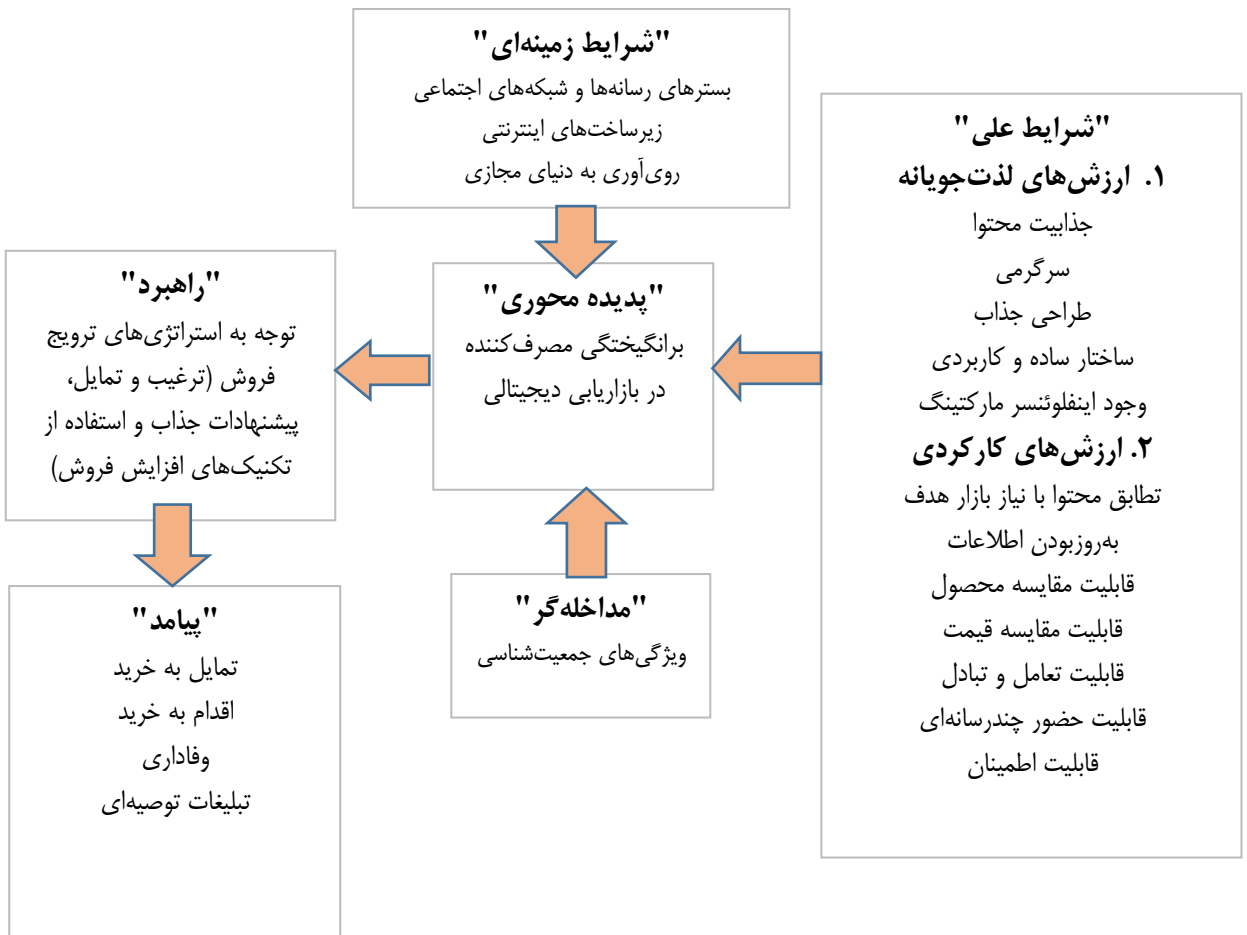 "شرایط زمینه‌ای"
بسترهای رسانه‌ها و شبکه‌های اجتماعی
زیرساخت‌های اینترنتی
روی‌آوری به دنیای مجازی
"شرایط علی"
۱. ارزش‌های لذت‌جویانه
جذابیت محتوا
سرگرمی
طراحی جذاب
ساختار ساده و کاربردی
وجود اینفلوئنسر مارکتینگ
۲. ارزش‌های کارکردی
تطابق محتوا با نیاز بازار هدف
به‌روزبودن اطلاعات
قابلیت مقایسه محصول
قابلیت مقایسه قیمت
قابلیت تعامل و تبادل
قابلیت حضور چندرسانه‌ای
قابلیت اطمینان
"پدیده محوری"
برانگیختگی مصرف‌کننده
در بازاریابی دیجیتالی
"راهبرد"
توجه به استراتژی‌های ترویج
فروش (ترغیب و تمایل،
پیشنهادات جذاب و استفاده از
تکنیک‌های افزایش فروش)
"مداخله‌گر"
ویژگی‌های جمعیت‌شناسی
"پیامد"
تمایل به خرید
اقدام به خرید
وفاداری
تبلیغات توصیه‌ای